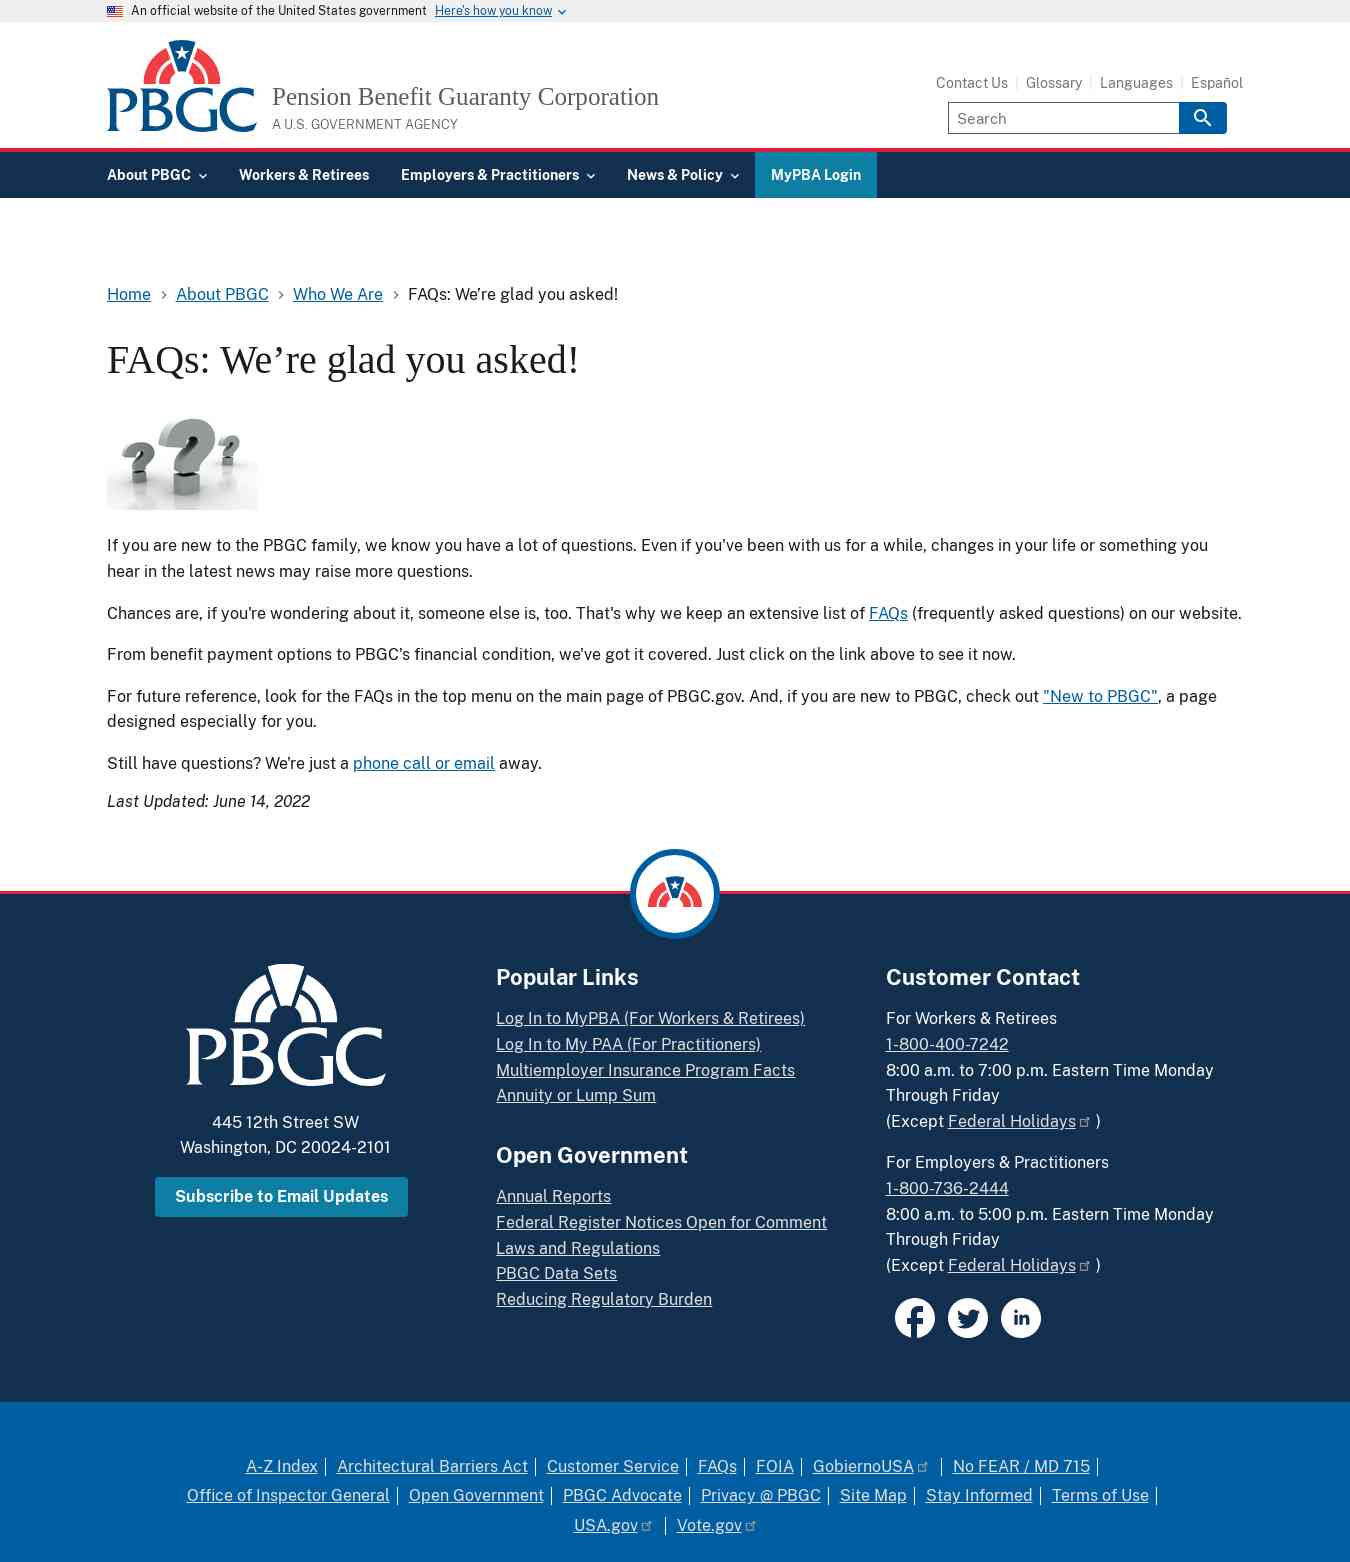 An official website of the United States government Here's how you know
PBGC
Pension Benefit Guaranty Corporation
A U.S. GOVERNMENT AGENCY
Contact Us Glossary Languages Español
Search
About PBGC Workers & Retirees Employers & Practitioners News & Policy MyPBA Login
Home About PBGC Who We Are FAQs: We’re glad you asked!
FAQs: We’re glad you asked!
? ? ?
If you are new to the PBGC family, we know you have a lot of questions. Even if you've been with us for a while, changes in your life or something you
hear in the latest news may raise more questions.
Chances are, if you're wondering about it, someone else is, too. That's why we keep an extensive list of FAQs (frequently asked questions) on our website.
From benefit payment options to PBGC’s financial condition, we've got it covered. Just click on the link above to see it now.
For future reference, look for the FAQs in the top menu on the main page of PBGC.gov. And, if you are new to PBGC, check out "New to PBGC", a page
designed especially for you.
Still have questions? We're just a phone call or email away.
Last Updated: June 14, 2022
PBGC
445 12th Street SW
Washington, DC 20024-2101
Subscribe to Email Updates
Popular Links
Log In to MyPBA (For Workers & Retirees)
Log In to My PAA (For Practitioners)
Multiemployer Insurance Program Facts
Annuity or Lump Sum
Open Government
Annual Reports
Federal Register Notices Open for Comment
Laws and Regulations
PBGC Data Sets
Reducing Regulatory Burden
Customer Contact
For Workers & Retirees
1-800-400-7242
8:00 a.m. to 7:00 p.m. Eastern Time Monday
Through Friday
(Except Federal Holidays )
For Employers & Practitioners
1-800-736-2444
8:00 a.m. to 5:00 p.m. Eastern Time Monday
Through Friday
(Except Federal Holidays )
in
A-Z Index Architectural Barriers Act Customer Service FAQs FOIA GobiernoUSA No FEAR / MD 715
Office of Inspector General Open Government PBGC Advocate Privacy @ PBGC Site Map Stay Informed Terms of Use
USA.gov Vote.gov